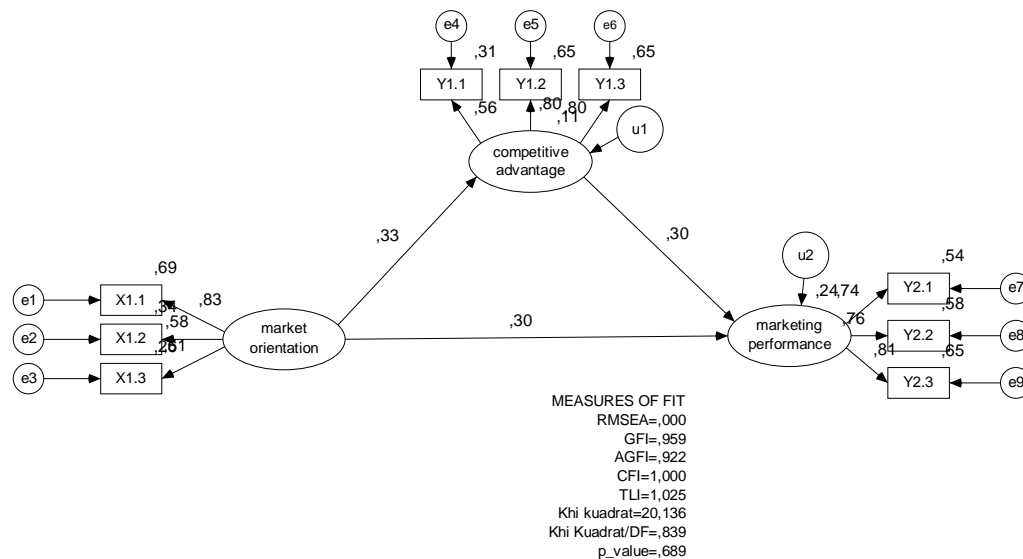 e4
e5
e6
,31
,65
,65
Y1.1
Y1.2
Y1.3
,56
,80
,80
,11
u1
competitive
advantage
,33
,30
u2
,54
,69
,24
,74
Y2.1
e7
e1
X1.1
,83
,58
,34
,58
,30
,76
e2
X1.2
market
orientation
marketing
performance
Y2.2
e8
,81
,65
e3
X1.3
Y2.3
e9
MEASURES OF FIT
RMSEA=,000
GFI=,959
AGFI=,922
CFI=1,000
TLI=1,025
Khi kuadrat=20,136
Khi Kuadrat/DF=,839
p_value=,689